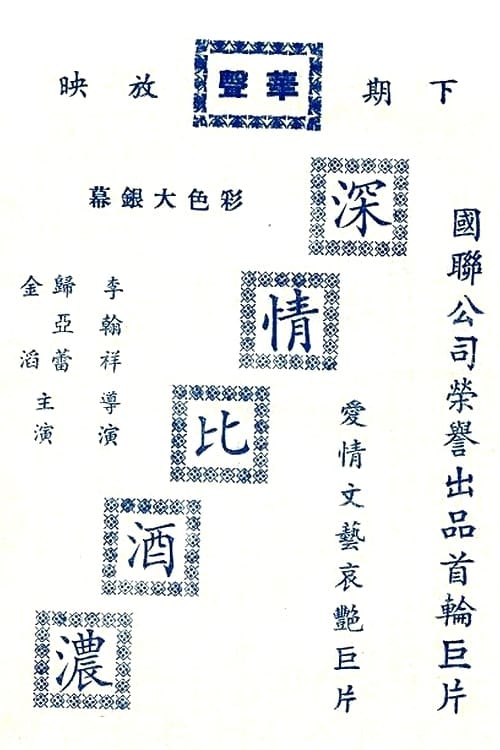 下期華聲放映
國聯公司榮譽出品首輪巨片
愛情文藝哀艷巨片
深情比酒濃
彩色大銀幕
李翰祥導演
歸亞蕾
金滔
主演